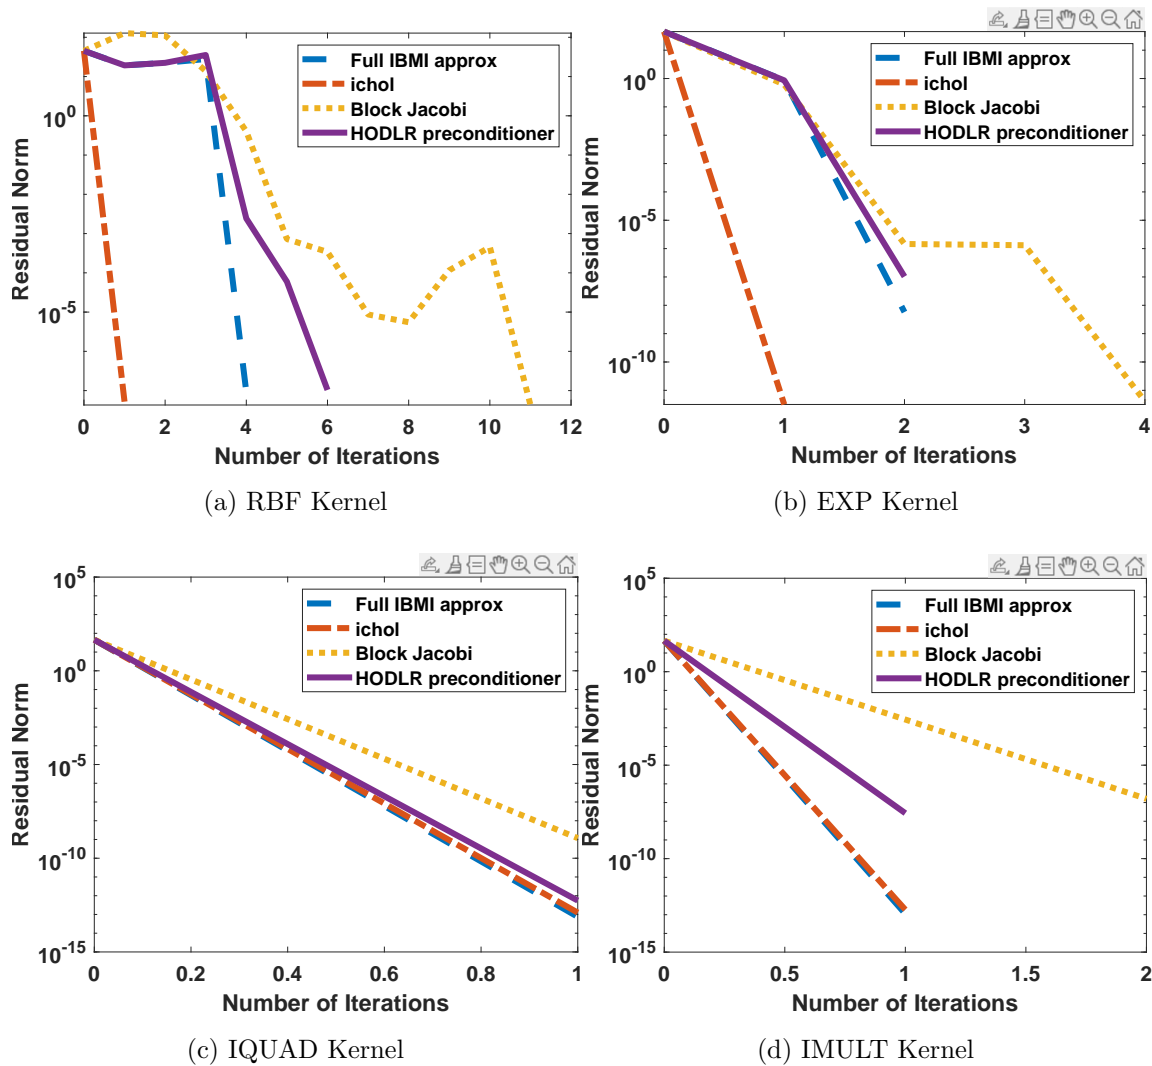 Full IBMI approx
ichol
Block Jacobi
HODLR preconditioner
10^0
10^-5
Residual Norm
0 2 4 6 8 10 12
Number of Iterations
(a) RBF Kernel
Full IBMI approx
ichol
Block Jacobi
HODLR preconditioner
10^0
10^-5
10^-10
Residual Norm
0 1 2 3 4
Number of Iterations
(b) EXP Kernel
10^5
Full IBMI approx
ichol
Block Jacobi
HODLR preconditioner
10^0
10^-5
10^-10
10^-15
Residual Norm
0 0.2 0.4 0.6 0.8 1
Number of Iterations
(c) IQUAD Kernel
10^5
Full IBMI approx
ichol
Block Jacobi
HODLR preconditioner
10^0
10^-5
10^-10
10^-15
Residual Norm
0 0.5 1 1.5 2
Number of Iterations
(d) IMULT Kernel